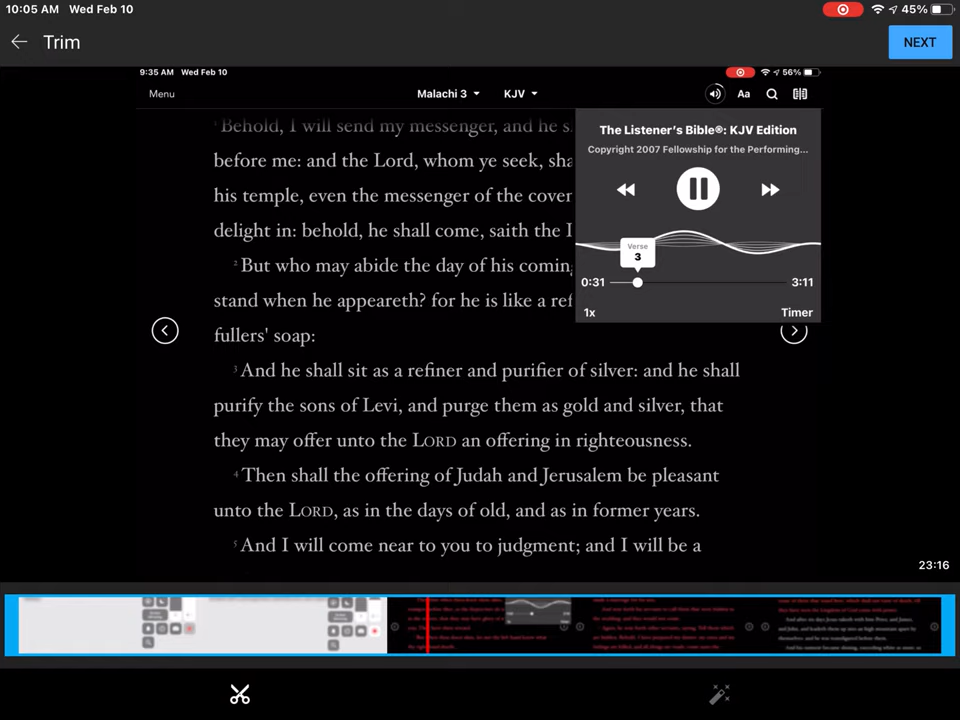 10:05 AM Wed Feb 10
45%
Trim
NEXT
9:35 AM Wed Feb 10
56%
Menu
Malachi 3
KJV
Aa
¹ Behold, I will send my messenger, and he s
before me: and the Lord, whom ye seek, sha
his temple, even the messenger of the cover
delight in: behold, he shall come, saith the
² But who may abide the day of his coming
stand when he appeareth? for he is like a ref
fullers' soap:
³ And he shall sit as a refiner and purifier of silver: and he shall
purify the sons of Levi, and purge them as gold and silver, that
they may offer unto the LORD an offering in righteousness.
⁴ Then shall the offering of Judah and Jerusalem be pleasant
unto the LORD, as in the days of old, and as in former years.
⁵ And I will come near to you to judgment; and I will be a
The Listener's Bible®: KJV Edition
Copyright 2007 Fellowship for the Performing...
Verse
3
0:31
3:11
1x
Timer
23:16